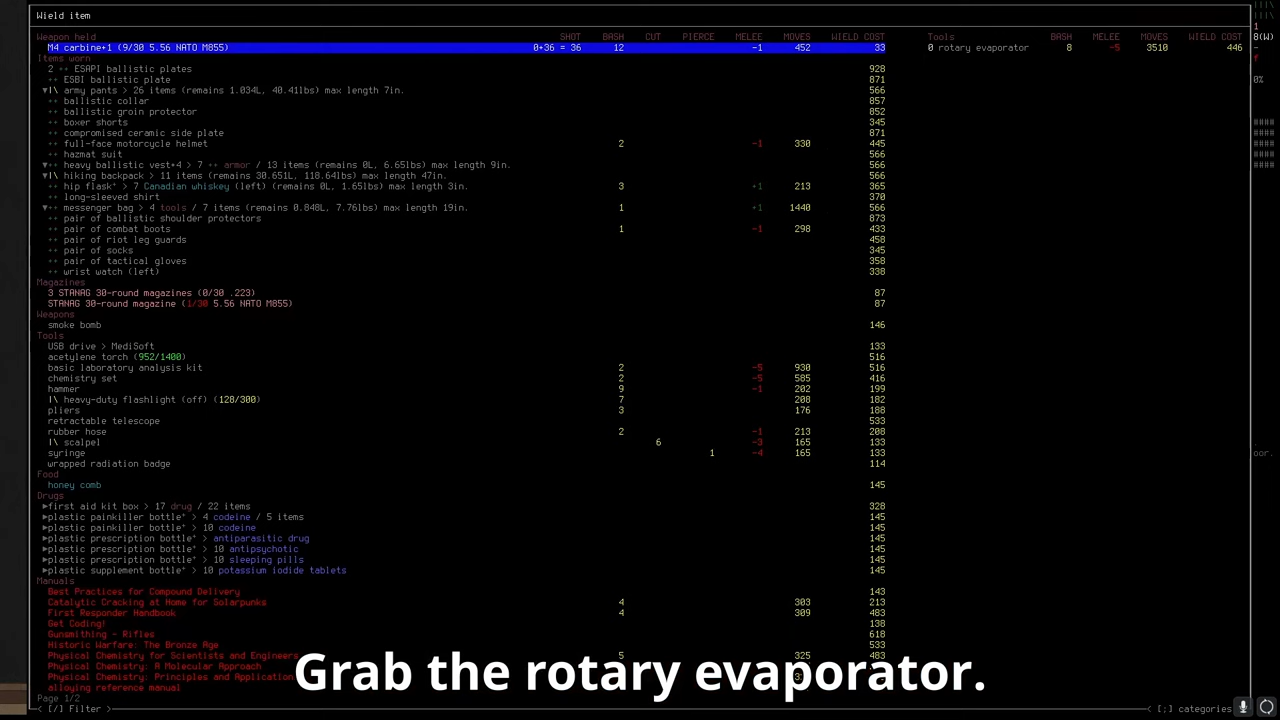 Wield item
Weapon held SHOT BASH CUT PIERCE MELEE MOVES WIELD COST
M4 carbine+1 (9/30 5.56 NATO M855) 0+36 = 36 12 -1 452 33
Items worn
2 ++ ESAPI ballistic plates 928
++ ESBI ballistic plate 871
▼|\ army pants > 26 items (remains 1.034L, 40.41lbs) max length 7in. 566
++ ballistic collar 857
++ ballistic groin protector 852
++ boxer shorts 345
++ compromised ceramic side plate 871
++ full-face motorcycle helmet 2 -1 330 445
++ hazmat suit 566
▼++ heavy ballistic vest+4 > 7 ++ armor / 13 items (remains 0L, 6.65lbs) max length 9in. 566
▼|\ hiking backpack > 11 items (remains 30.651L, 118.64lbs) max length 47in. 566
++ hip flask⁺ > 7 Canadian whiskey (left) (remains 0L, 1.65lbs) max length 3in. 3 +1 213 365
++ long-sleeved shirt 370
▼++ messenger bag > 4 tools / 7 items (remains 0.848L, 7.76lbs) max length 19in. 1 +1 1440 566
++ pair of ballistic shoulder protectors 873
++ pair of combat boots 1 -1 298 433
++ pair of riot leg guards 458
++ pair of socks 345
++ pair of tactical gloves 358
++ wrist watch (left) 338
Magazines
3 STANAG 30-round magazines (0/30 .223) 87
STANAG 30-round magazine (1/30 5.56 NATO M855) 87
Weapons
smoke bomb 146
Tools
USB drive > MediSoft 133
acetylene torch (952/1400) 516
basic laboratory analysis kit 2 -5 930 516
chemistry set 2 -5 585 416
hammer 9 -1 202 199
|\ heavy-duty flashlight (off) (128/300) 7 208 182
pliers 3 176 188
retractable telescope 533
rubber hose 2 -1 213 208
|\ scalpel 6 -3 165 133
syringe 1 -4 165 133
wrapped radiation badge 114
Food
honey comb 145
Drugs
▶first aid kit box > 17 drug / 22 items 328
▶plastic painkiller bottle⁺ > 4 codeine / 5 items 145
▶plastic painkiller bottle⁺ > 10 codeine 145
▶plastic prescription bottle⁺ > antiparasitic drug 145
▶plastic prescription bottle⁺ > 10 antipsychotic 145
▶plastic prescription bottle⁺ > 10 sleeping pills 145
▶plastic supplement bottle⁺ > 10 potassium iodide tablets 145
Manuals
Best Practices for Compound Delivery 143
Catalytic Cracking at Home for Solarpunks 4 303 213
First Responder Handbook 4 309 483
Get Coding! 138
Gunsmithing - Rifles 618
Historic Warfare: The Bronze Age 533
Physical Chemistry for Scientists and Engineers 5 325 483
Physical Chemistry: A Molecular Approach
Physical Chemistry: Principles and Application
alloying reference manual
Page 1/2
< [/] Filter >
Tools BASH MELEE MOVES WIELD COST
0 rotary evaporator 8 -5 3510 446
< [;] categories
8(W)
0%
####
####
####
####
####
oor.
Grab the rotary evaporator.